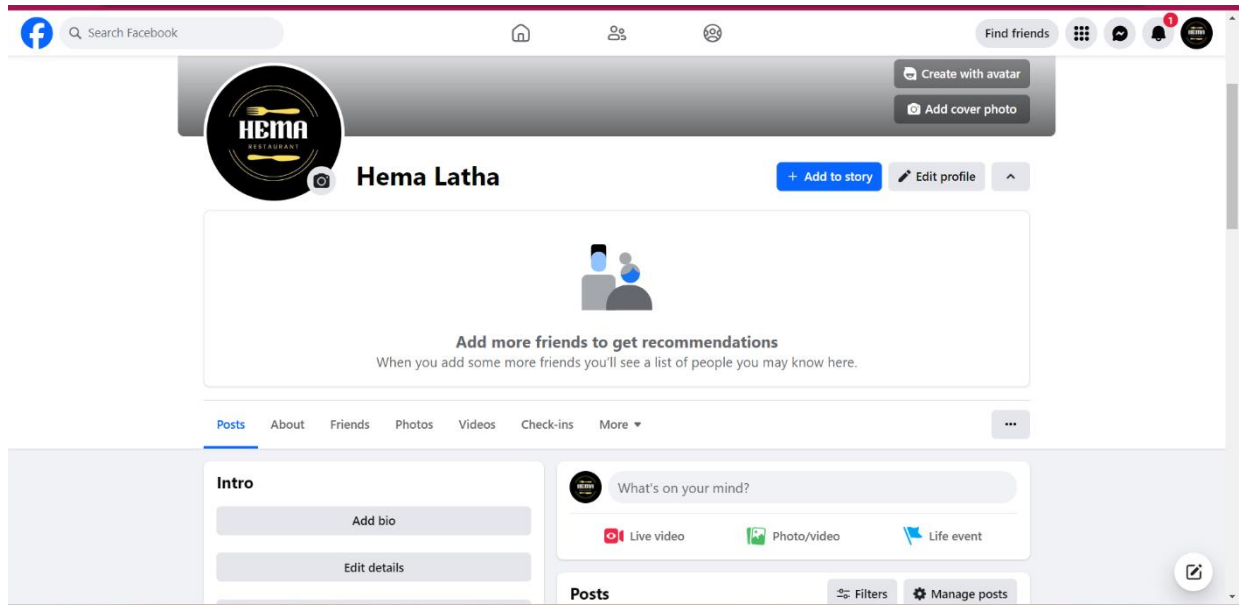 Search Facebook
Find friends
1
HEMA
Create with avatar
Add cover photo
HEMA
RESTAURANT
Hema Latha
+ Add to story
Edit profile
Add more friends to get recommendations
When you add some more friends you'll see a list of people you may know here.
Posts About Friends Photos Videos Check-ins More
Intro
Add bio
Edit details
HEMA
What's on your mind?
Live video
Photo/video
Life event
Posts
Filters
Manage posts